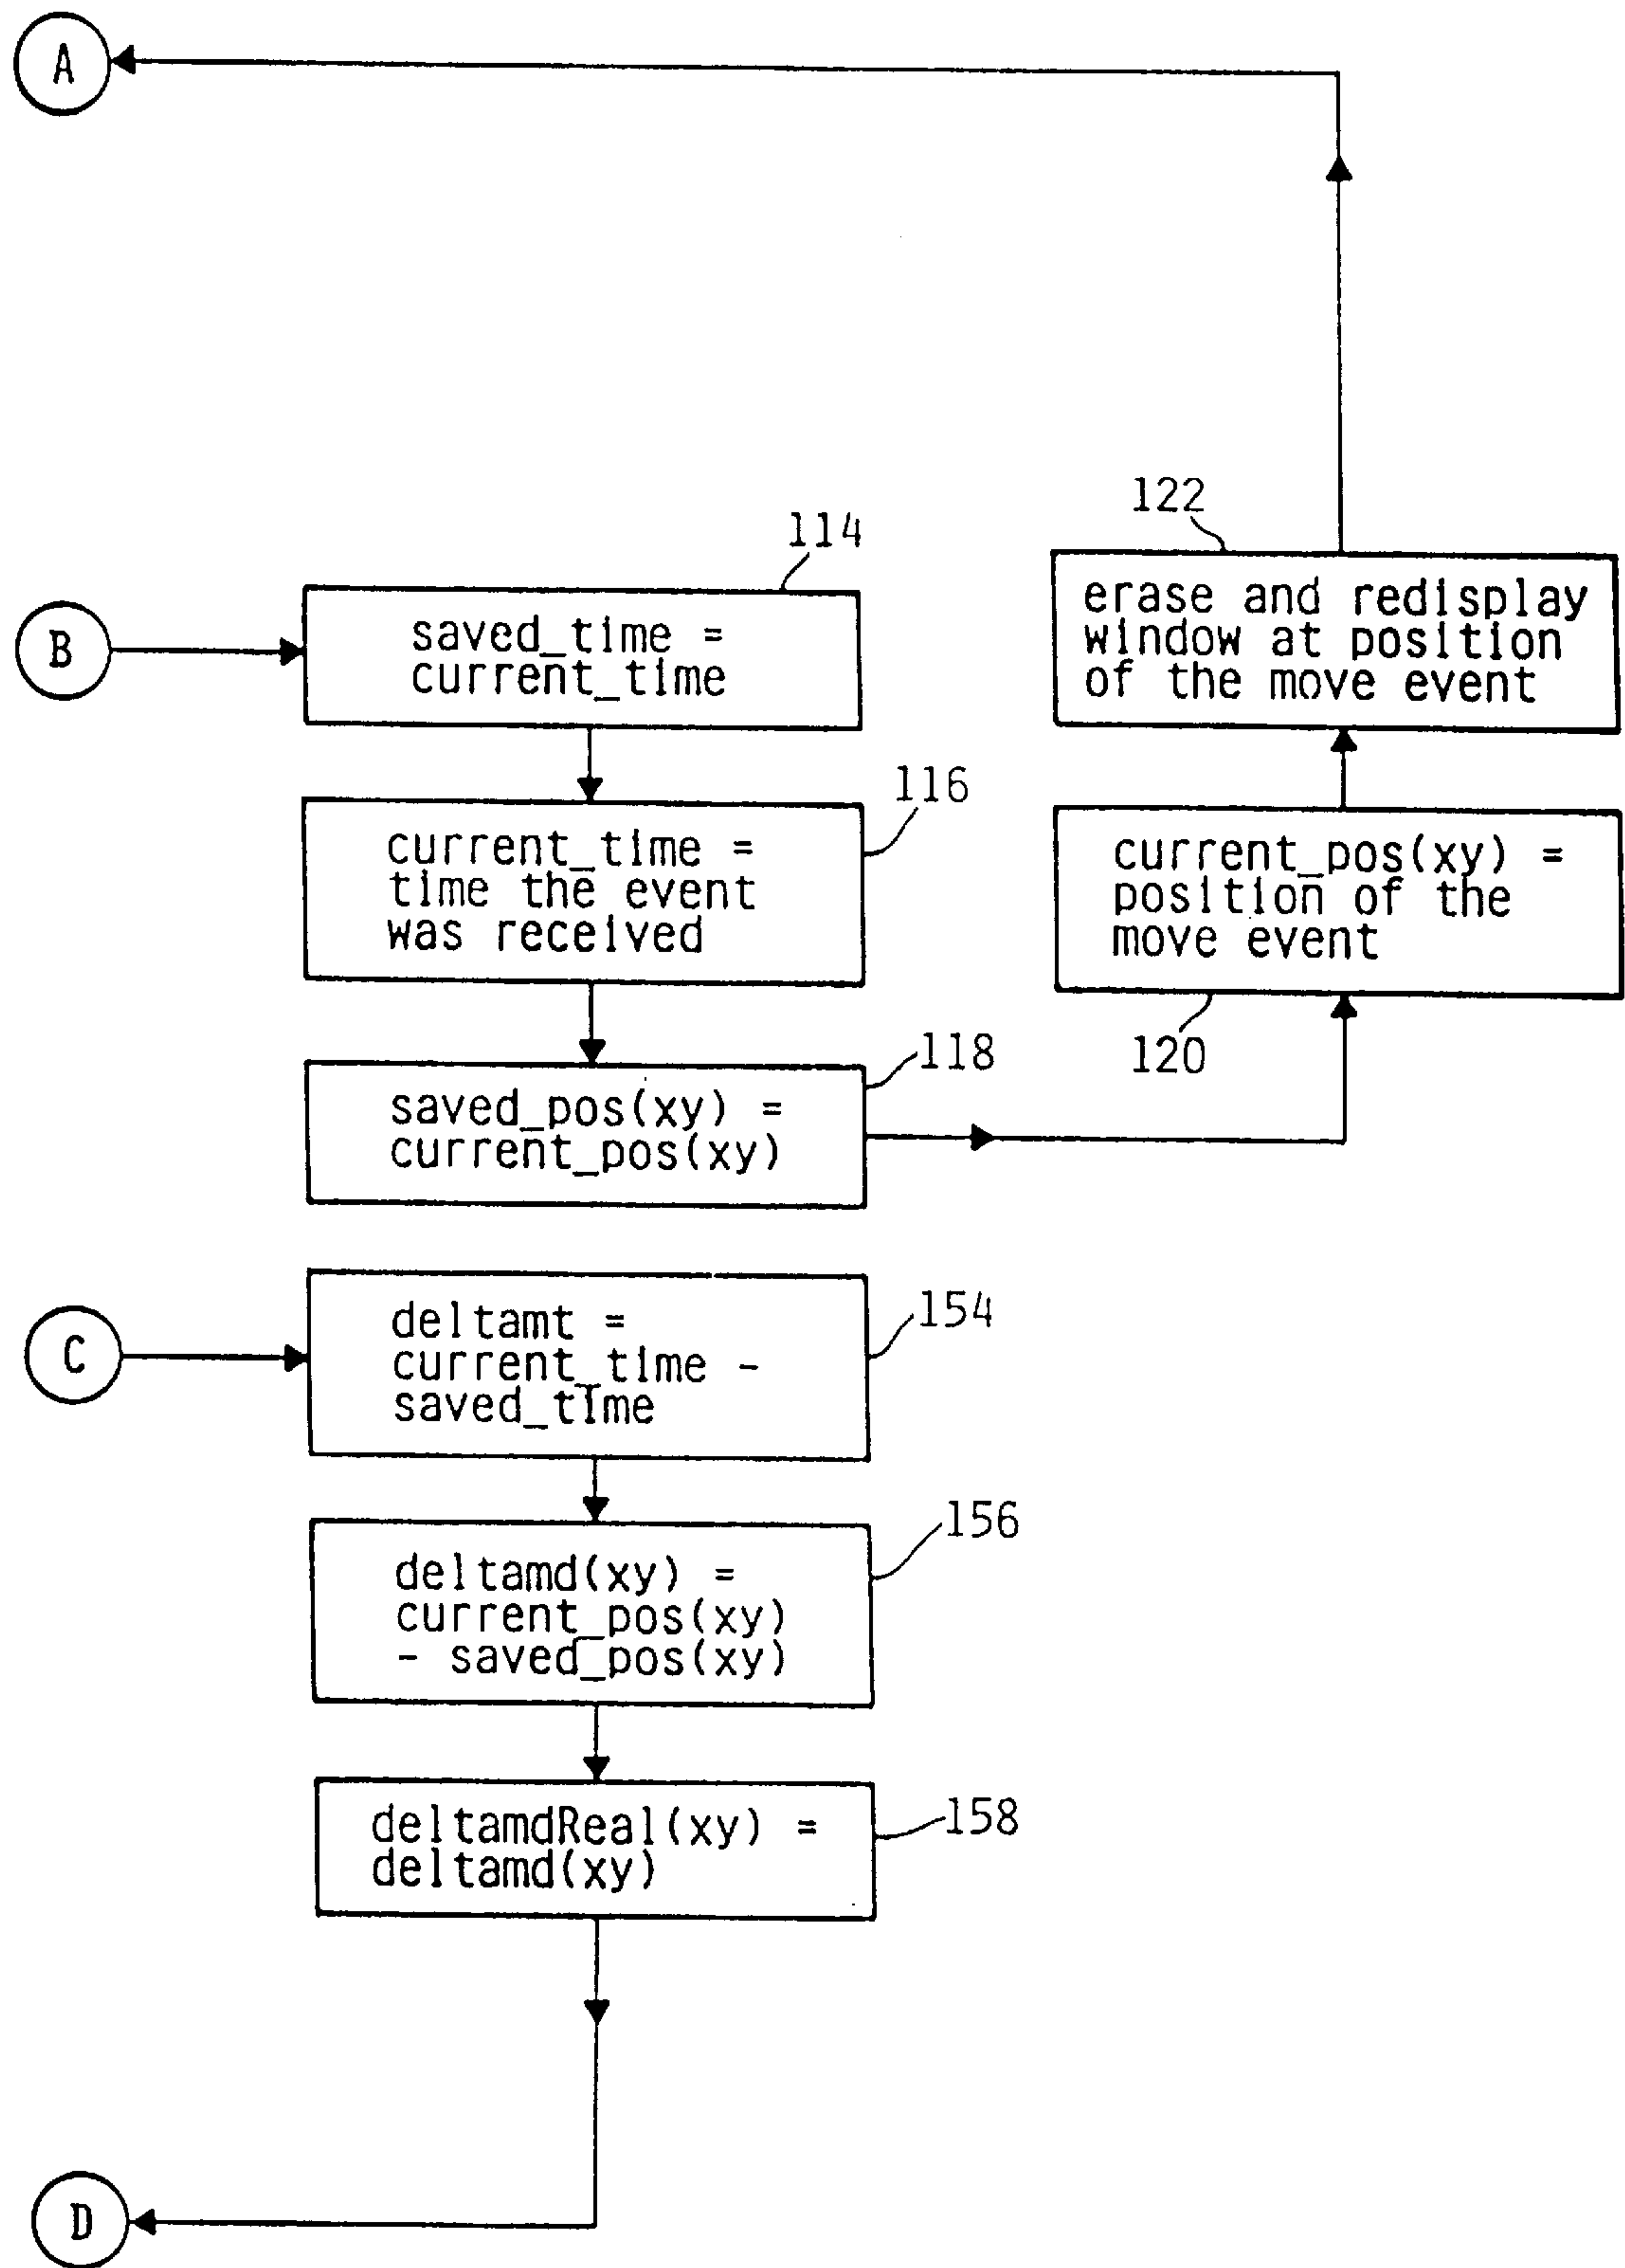 A
122
114
erase and redisplay
window at position
of the move event
B
saved_time =
current_time
116
current_time =
time the event
was received
current_pos(xy) =
position of the
move event
118
120
saved_pos(xy) =
current_pos(xy)
C
154
deltamt =
current_time -
saved_time
156
deltamd(xy) =
current_pos(xy)
- saved_pos(xy)
158
deltamdReal(xy) =
deltamd(xy)
D